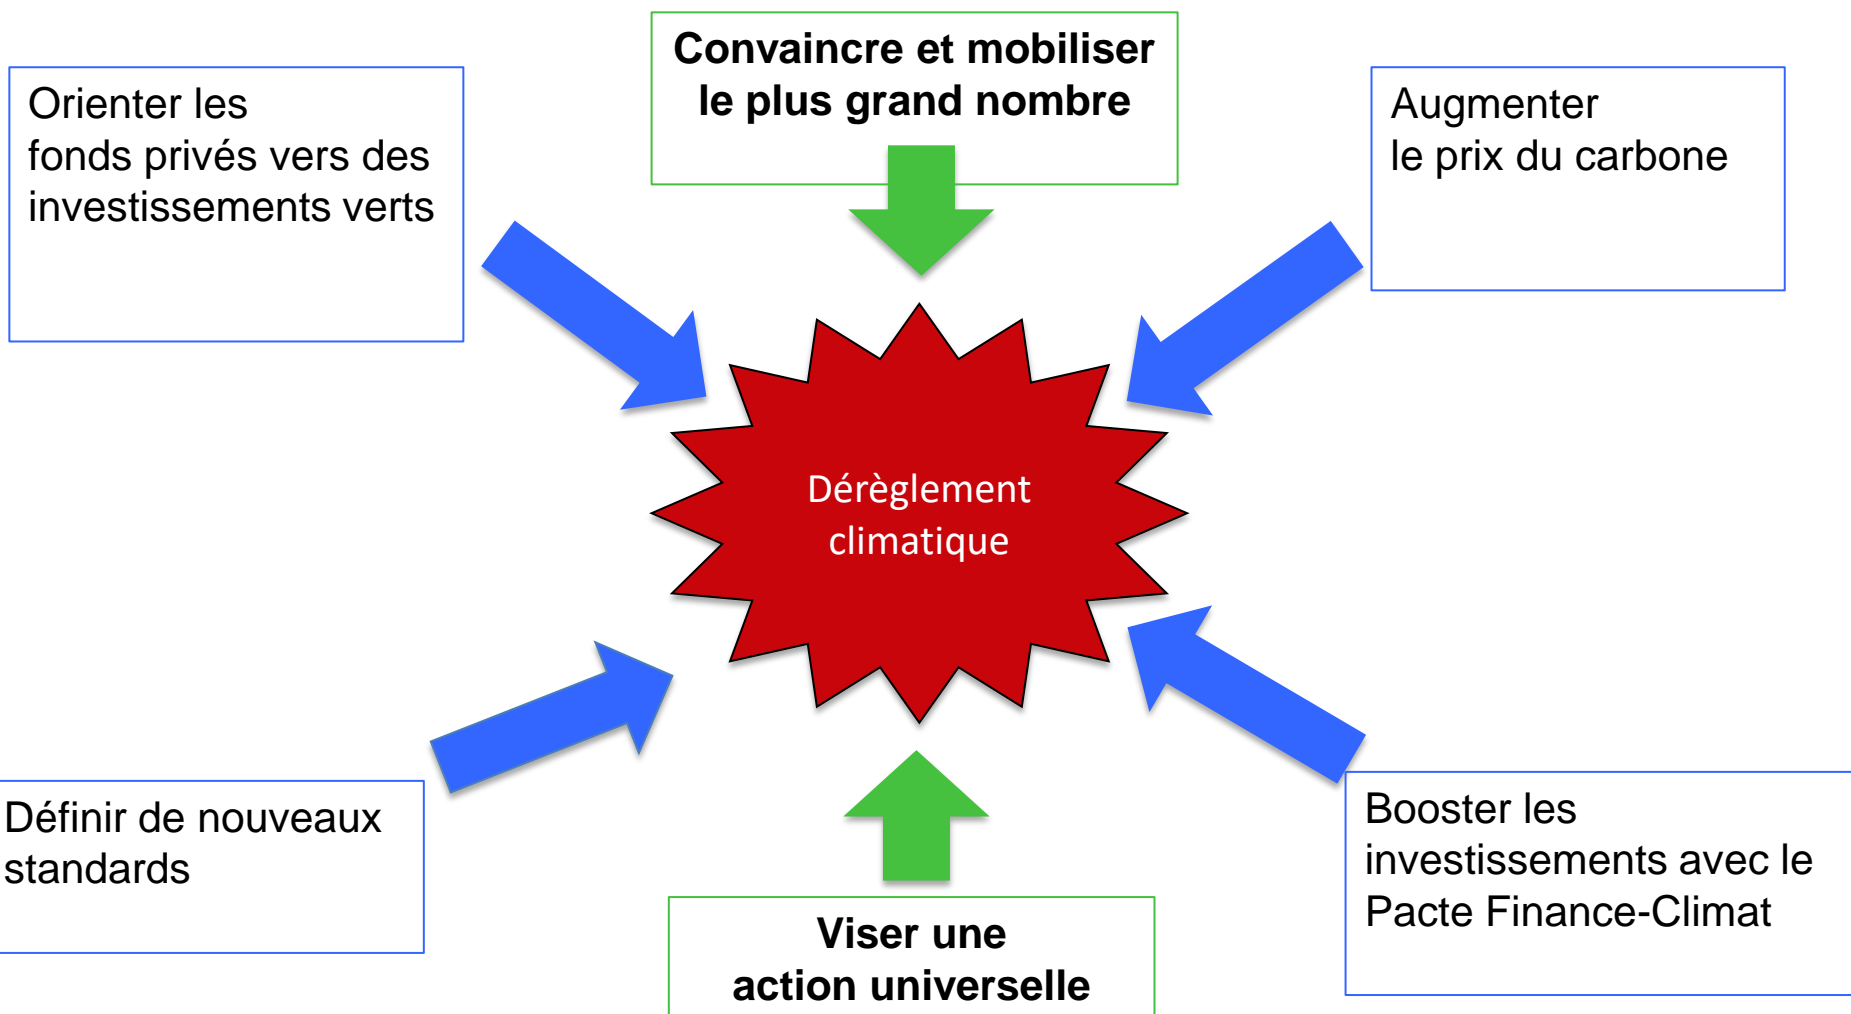 Convaincre et mobiliser
le plus grand nombre
Orienter les
fonds privés vers des
investissements verts
Augmenter
le prix du carbone
Dérèglement
climatique
Définir de nouveaux
standards
Booster les
investissements avec le
Pacte Finance-Climat
Viser une
action universelle